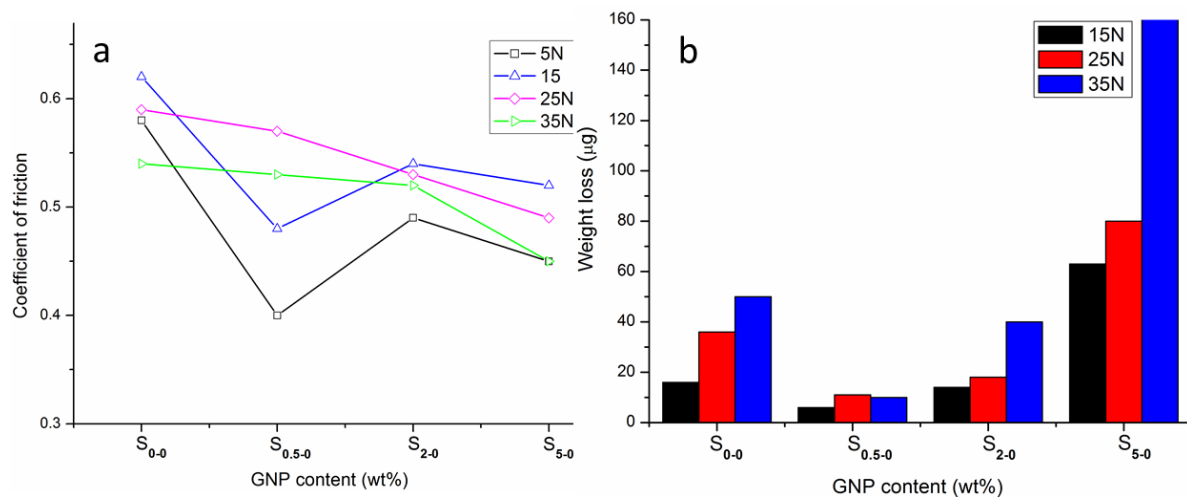 a
5N
15
25N
35N
0.6
0.5
0.4
0.3
Coefficient of friction
S0-0
S0.5-0
S2-0
S5-0
GNP content (wt%)
b
15N
25N
35N
160
140
120
100
80
60
40
20
0
Weight loss (µg)
S0-0
S0.5-0
S2-0
S5-0
GNP content (wt%)